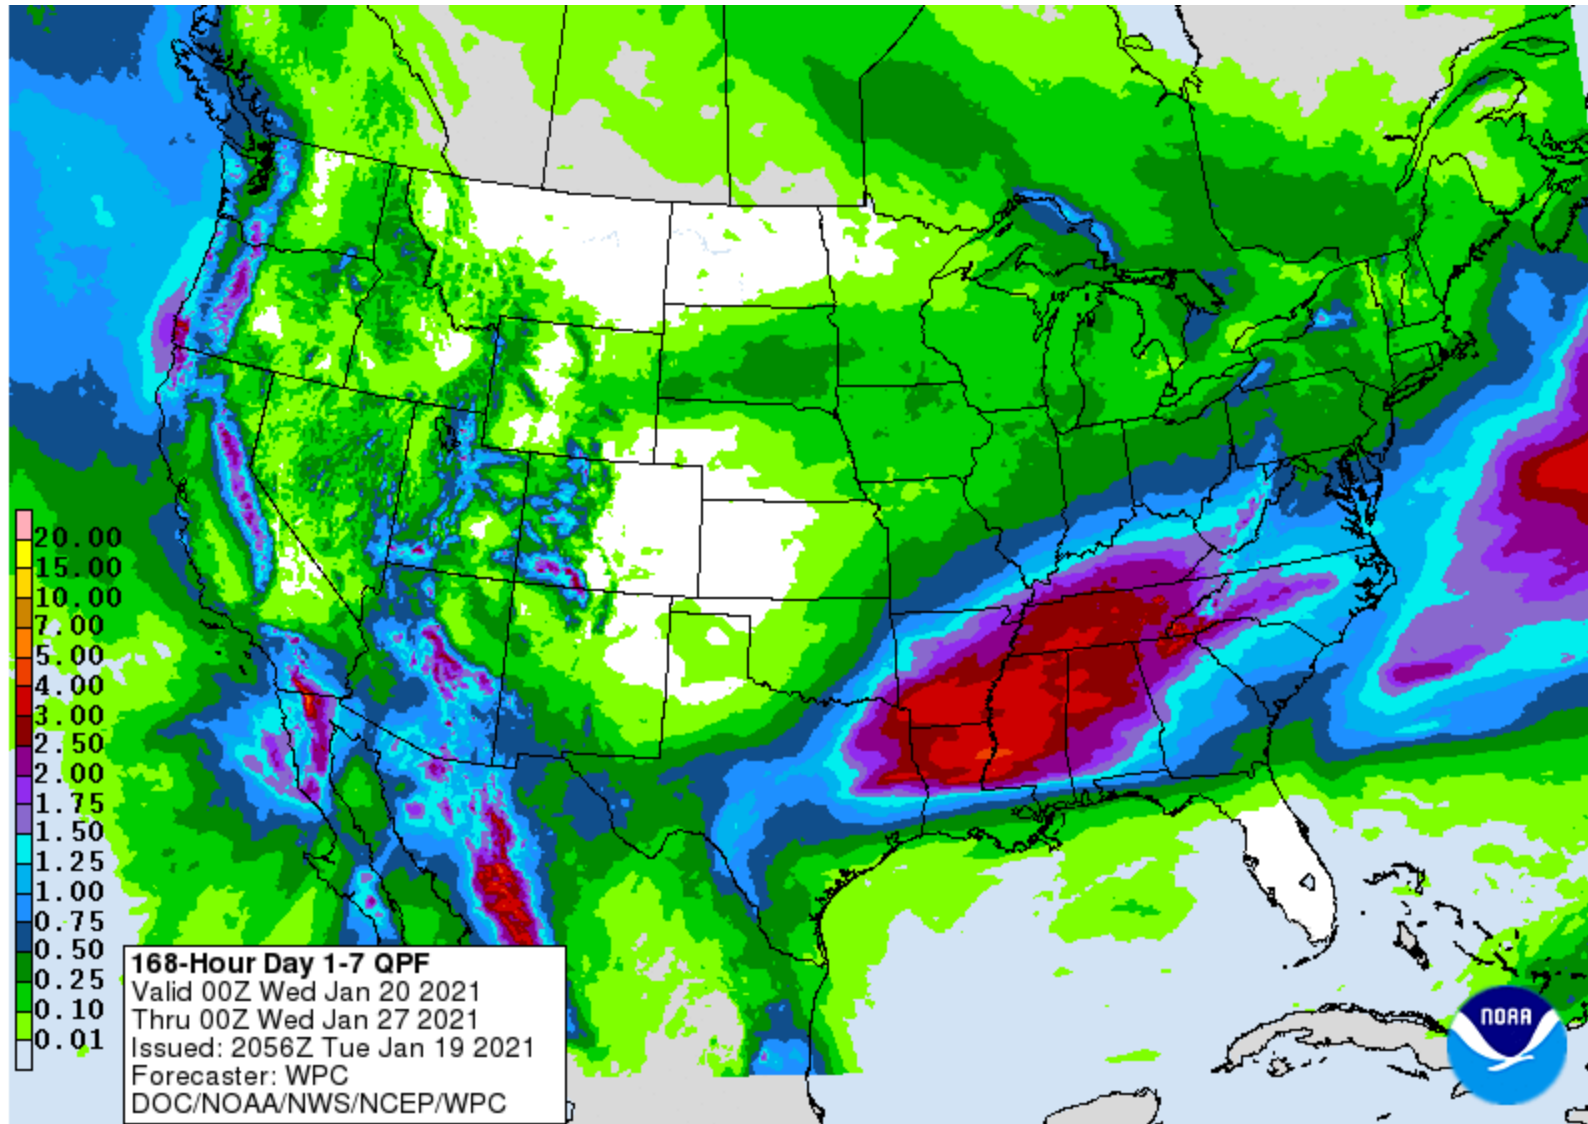 20.00
15.00
10.00
7.00
5.00
4.00
3.00
2.50
2.00
1.75
1.50
1.25
1.00
0.75
0.50
0.25
0.10
0.01
168-Hour Day 1-7 QPF
Valid 00Z Wed Jan 20 2021
Thru 00Z Wed Jan 27 2021
Issued: 2056Z Tue Jan 19 2021
Forecaster: WPC
DOC/NOAA/NWS/NCEP/WPC
NOAA